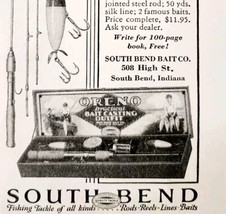 jointed steel rod; 50 yds.
silk line; 2 famous baits.
Price complete, $11.95.
Ask your dealer.
Write for 100-page
book, Free!
SOUTH BEND BAIT CO.
508 High St.,
South Bend, Indiana
ORENO
BAIT CASTING
OUTFIT
SOUTH BEND
Fishing Tackle of all kinds Rods-Reels-Lines Baits